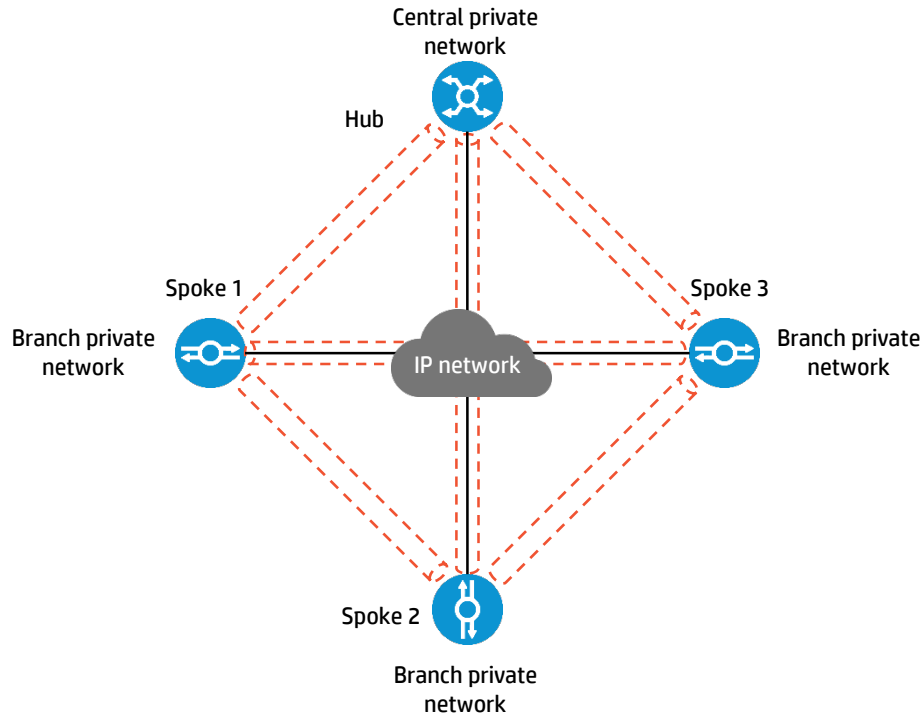 Central private
network
Hub
Spoke 1
Spoke 3
Branch private
network
IP network
Branch private
network
Spoke 2
Branch private
network